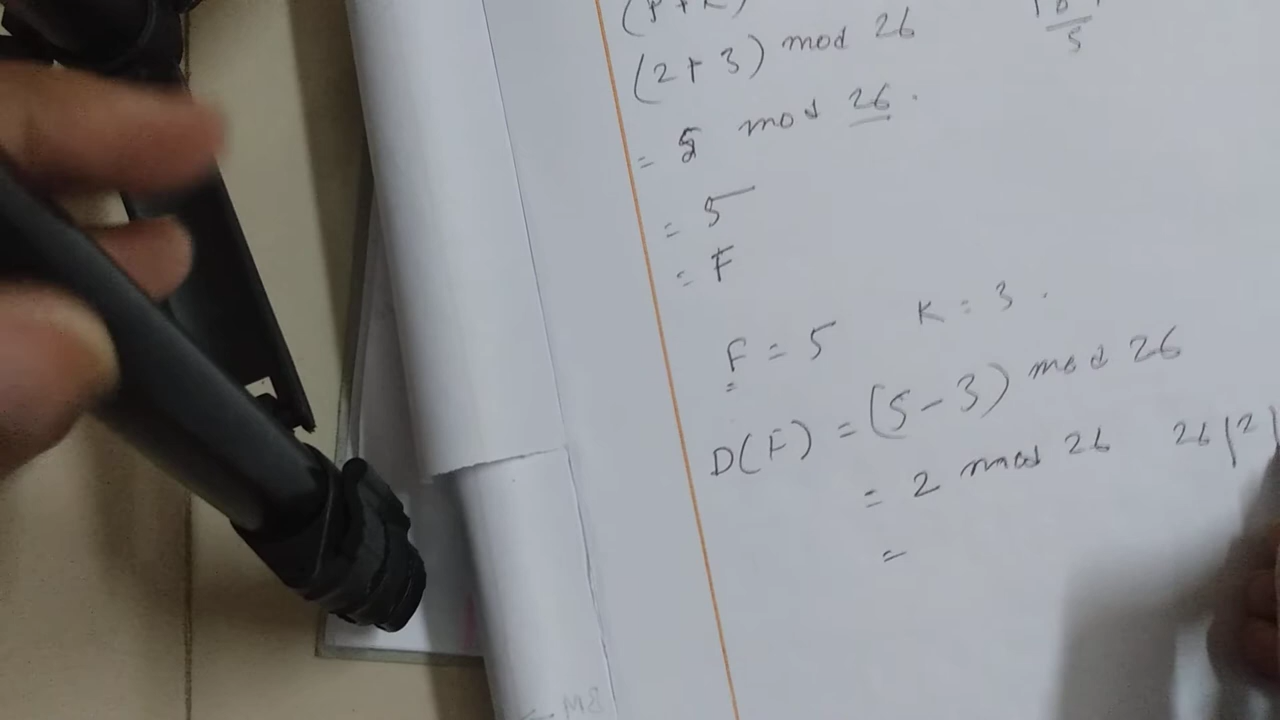 (P+K)
(2+3) mod 26
5
= 5 mod 26.
= 5
= F
F = 5 K = 3.
D(F) = (5-3) mod 26
= 2 mod 26 26)2(
=